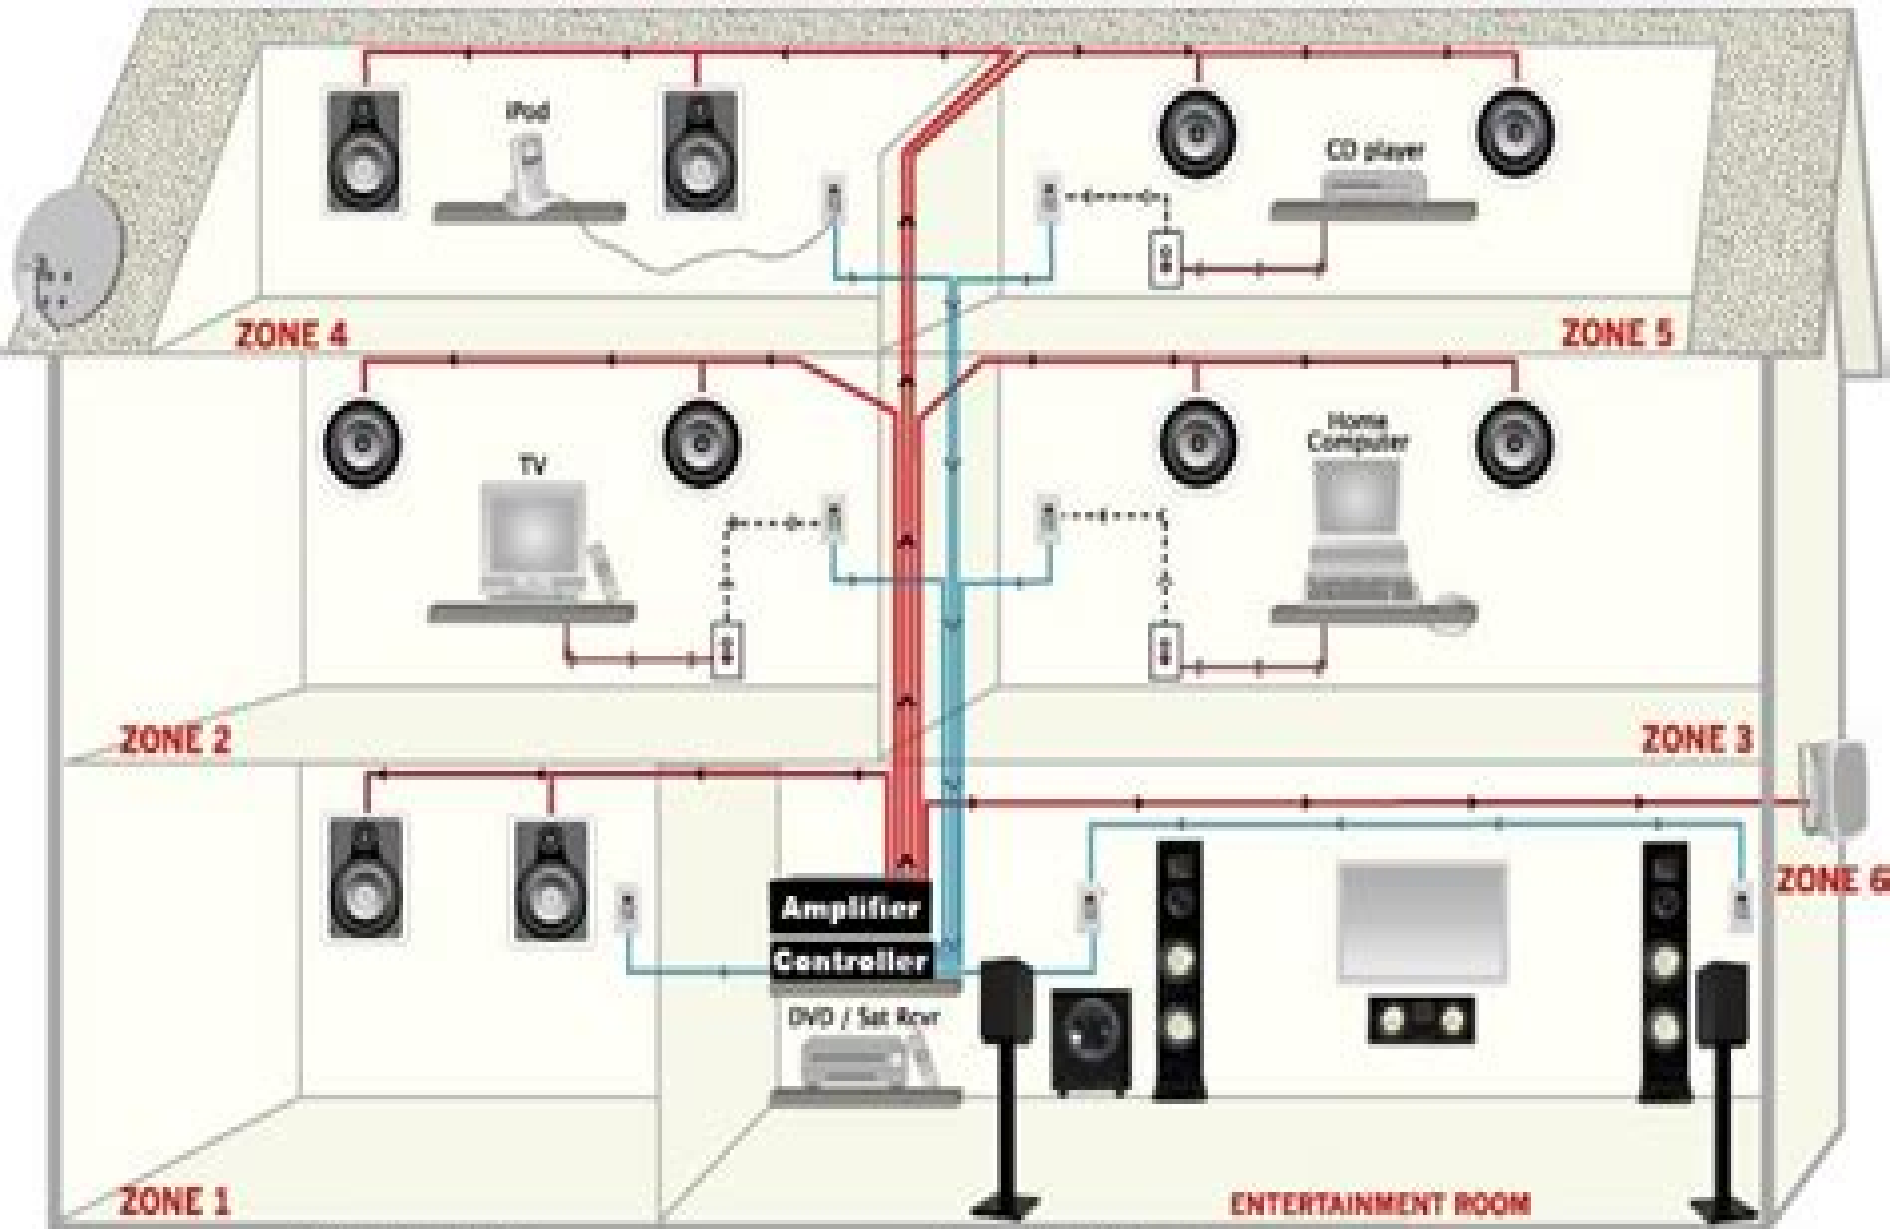 iPod
CD player
ZONE 4
ZONE 5
TV
Home
Computer
ZONE 2
ZONE 3
Amplifier
Controller
DVD / Sat Rcvr
ZONE 6
ZONE 1
ENTERTAINMENT ROOM